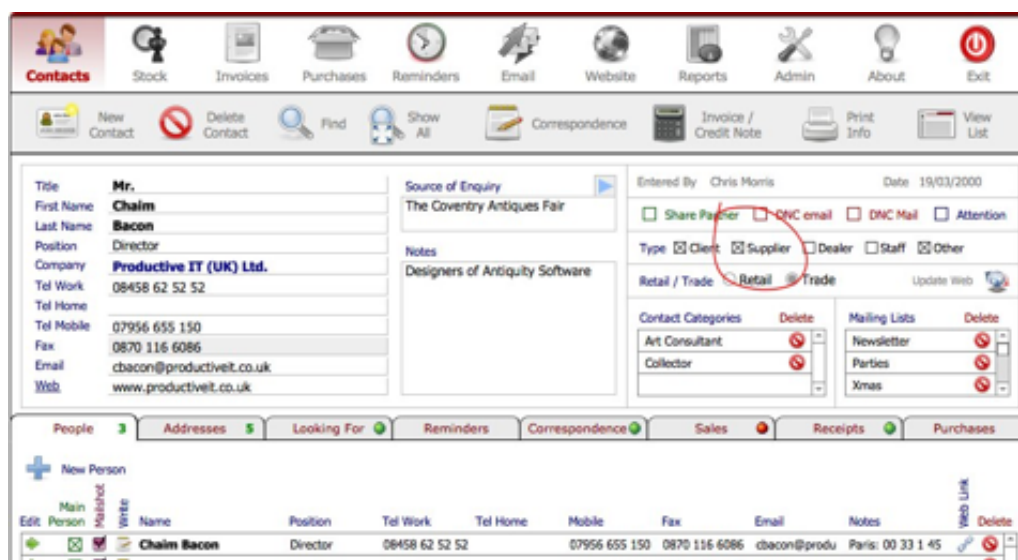 Contacts Stock Invoices Purchases Reminders Email Website Reports Admin About Exit
New Contact Delete Contact Find Show All Correspondence Invoice / Credit Note Print Info View List
Title Mr.
First Name Chaim
Last Name Bacon
Position Director
Company Productive IT (UK) Ltd.
Tel Work 08458 62 52 52
Tel Home
Tel Mobile 07956 655 150
Fax 0870 116 6086
Email cbacon@productiveit.co.uk
Web www.productiveit.co.uk
Source of Enquiry
The Coventry Antiques Fair
Notes
Designers of Antiquity Software
Entered By Chris Morris Date 19/03/2000
Share Partner DNC email DNC Mail Attention
Type Client Supplier Dealer Staff Other
Retail / Trade Retail Trade Update Web
Contact Categories Delete
Art Consultant
Collector
Mailing Lists Delete
Newsletter
Parties
Xmas
People 3 Addresses 5 Looking For Reminders Correspondence Sales Receipts Purchases
New Person
Edit Main Person Mailshot Write Name Position Tel Work Tel Home Mobile Fax Email Notes Web Link Delete
Chaim Bacon Director 08458 62 52 52 07956 655 150 0870 116 6086 cbacon@produ Paris: 00 33 1 45